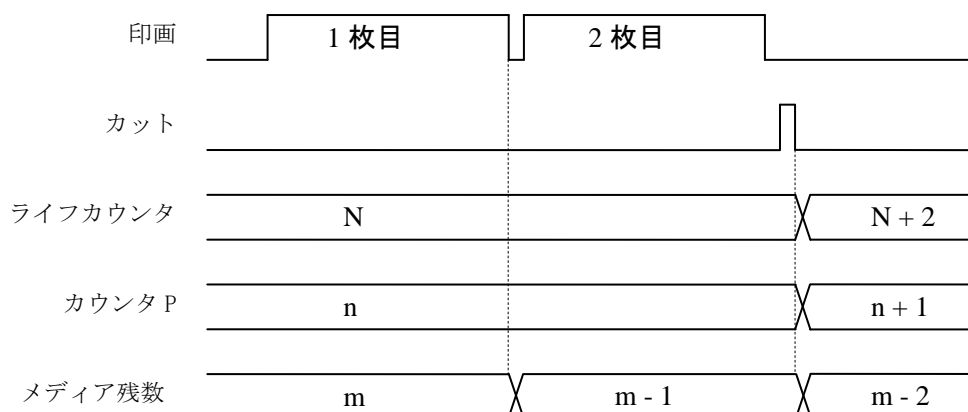 印画 1 枚目 2 枚目
カット
ライフカウンタ N N + 2
カウンタ P n n + 1
メディア残数 m m - 1 m - 2